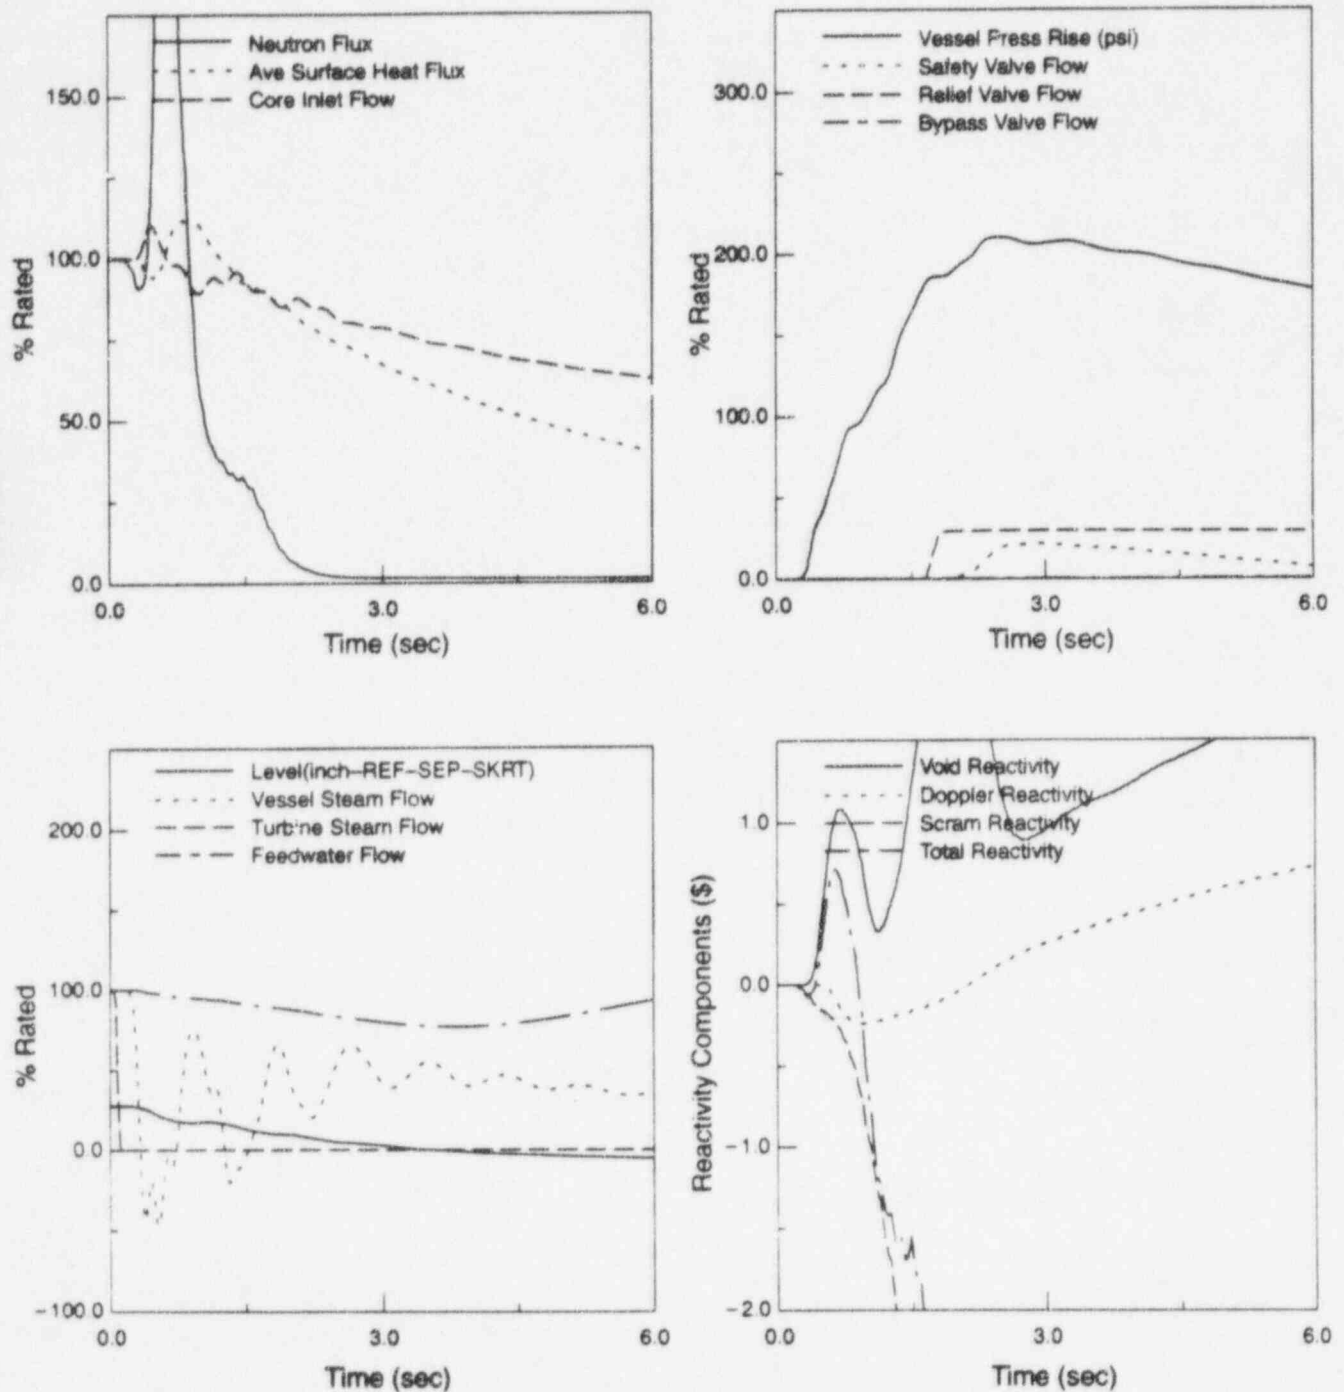 Neutron Flux
Ave Surface Heat Flux
Core Inlet Flow
150.0
100.0
50.0
0.0
% Rated
0.0 3.0 6.0
Time (sec)
Vessel Press Rise (psi)
Safety Valve Flow
Relief Valve Flow
Bypass Valve Flow
300.0
200.0
100.0
0.0
% Rated
0.0 3.0 6.0
Time (sec)
Level(inch-REF-SEP-SKRT)
Vessel Steam Flow
Turbine Steam Flow
Feedwater Flow
200.0
100.0
0.0
-100.0
% Rated
0.0 3.0 6.0
Time (sec)
Void Reactivity
Doppler Reactivity
Scram Reactivity
Total Reactivity
1.0
0.0
-1.0
-2.0
Reactivity Components ($)
0.0 3.0 6.0
Time (sec)